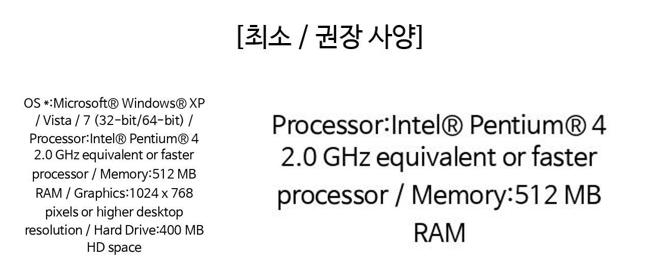 [최소 / 권장 사양]
OS *:Microsoft® Windows® XP
/ Vista / 7 (32-bit/64-bit) /
Processor:Intel® Pentium® 4
2.0 GHz equivalent or faster
processor / Memory:512 MB
RAM / Graphics:1024 x 768
pixels or higher desktop
resolution / Hard Drive:400 MB
HD space
Processor:Intel® Pentium® 4
2.0 GHz equivalent or faster
processor / Memory:512 MB
RAM